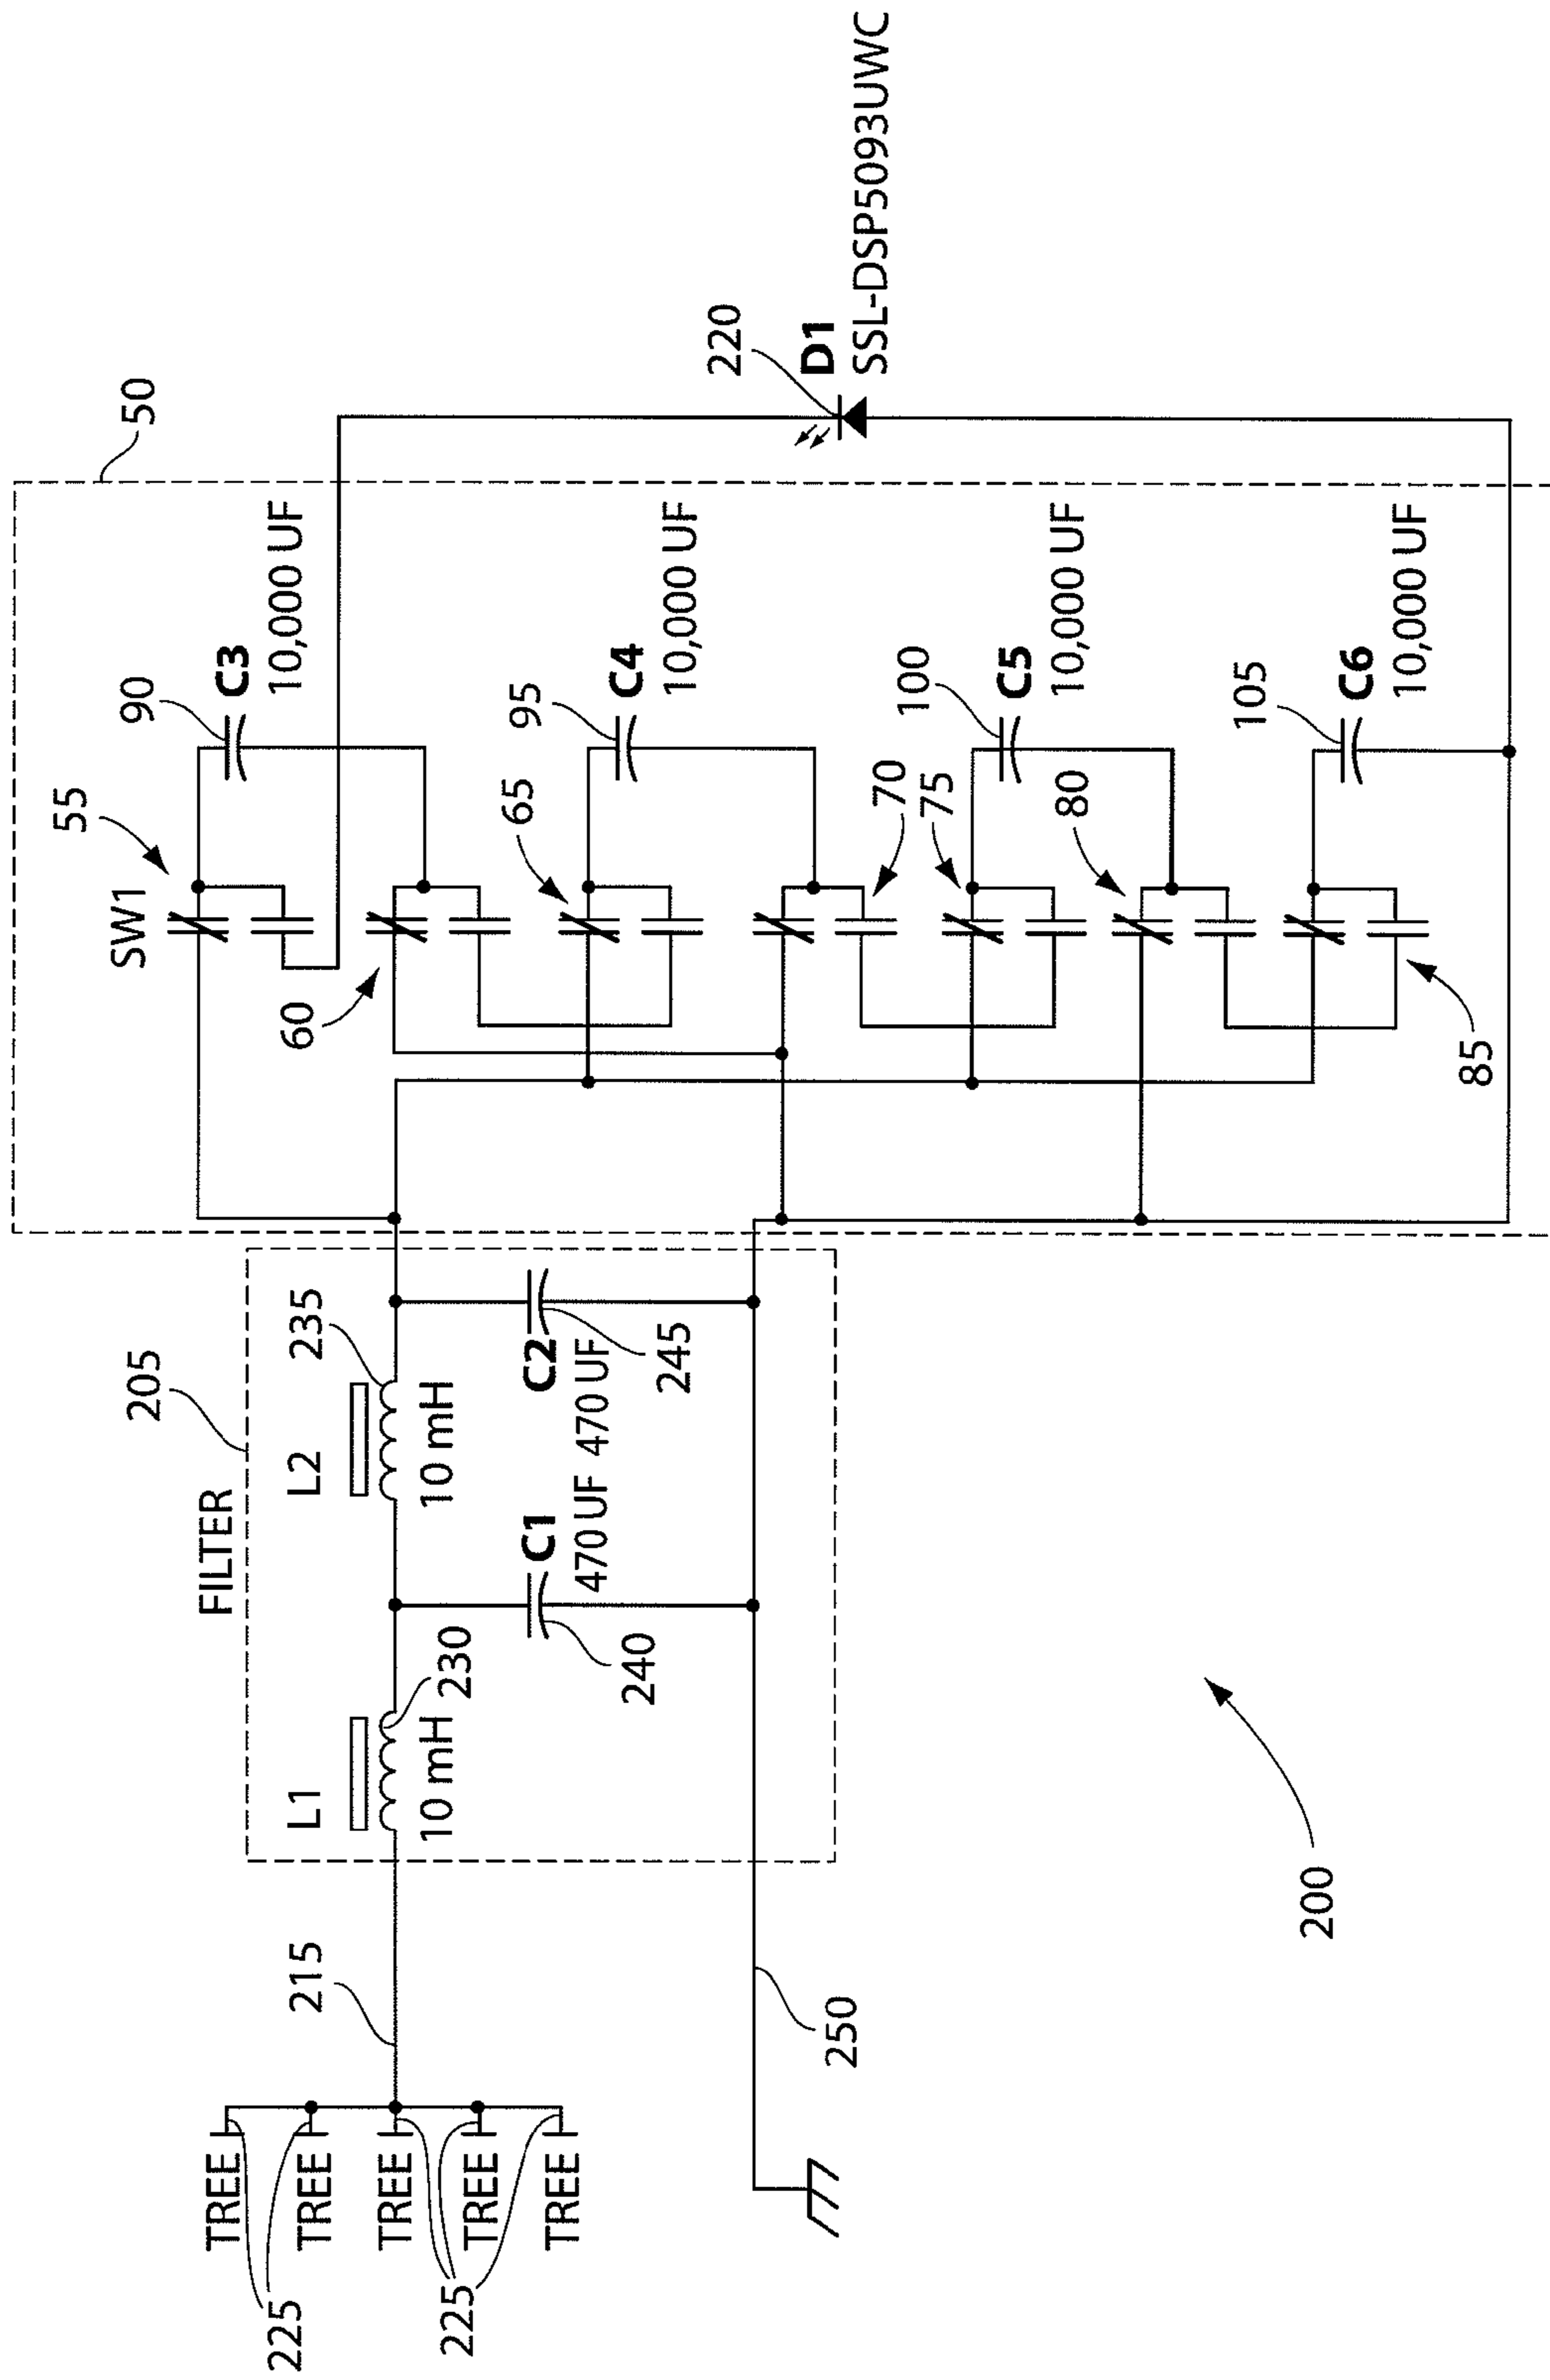 TREE
TREE
TREE
TREE
TREE
225
225
215
250
FILTER
205
L1
10 mH
230
L2
10 mH
235
C1
470 UF
240
C2
470 UF
245
200
50
SW1
55
60
65
70
75
80
85
90
C3
10,000 UF
95
C4
10,000 UF
100
C5
10,000 UF
105
C6
10,000 UF
220
D1
SSL-DSP5093UWC